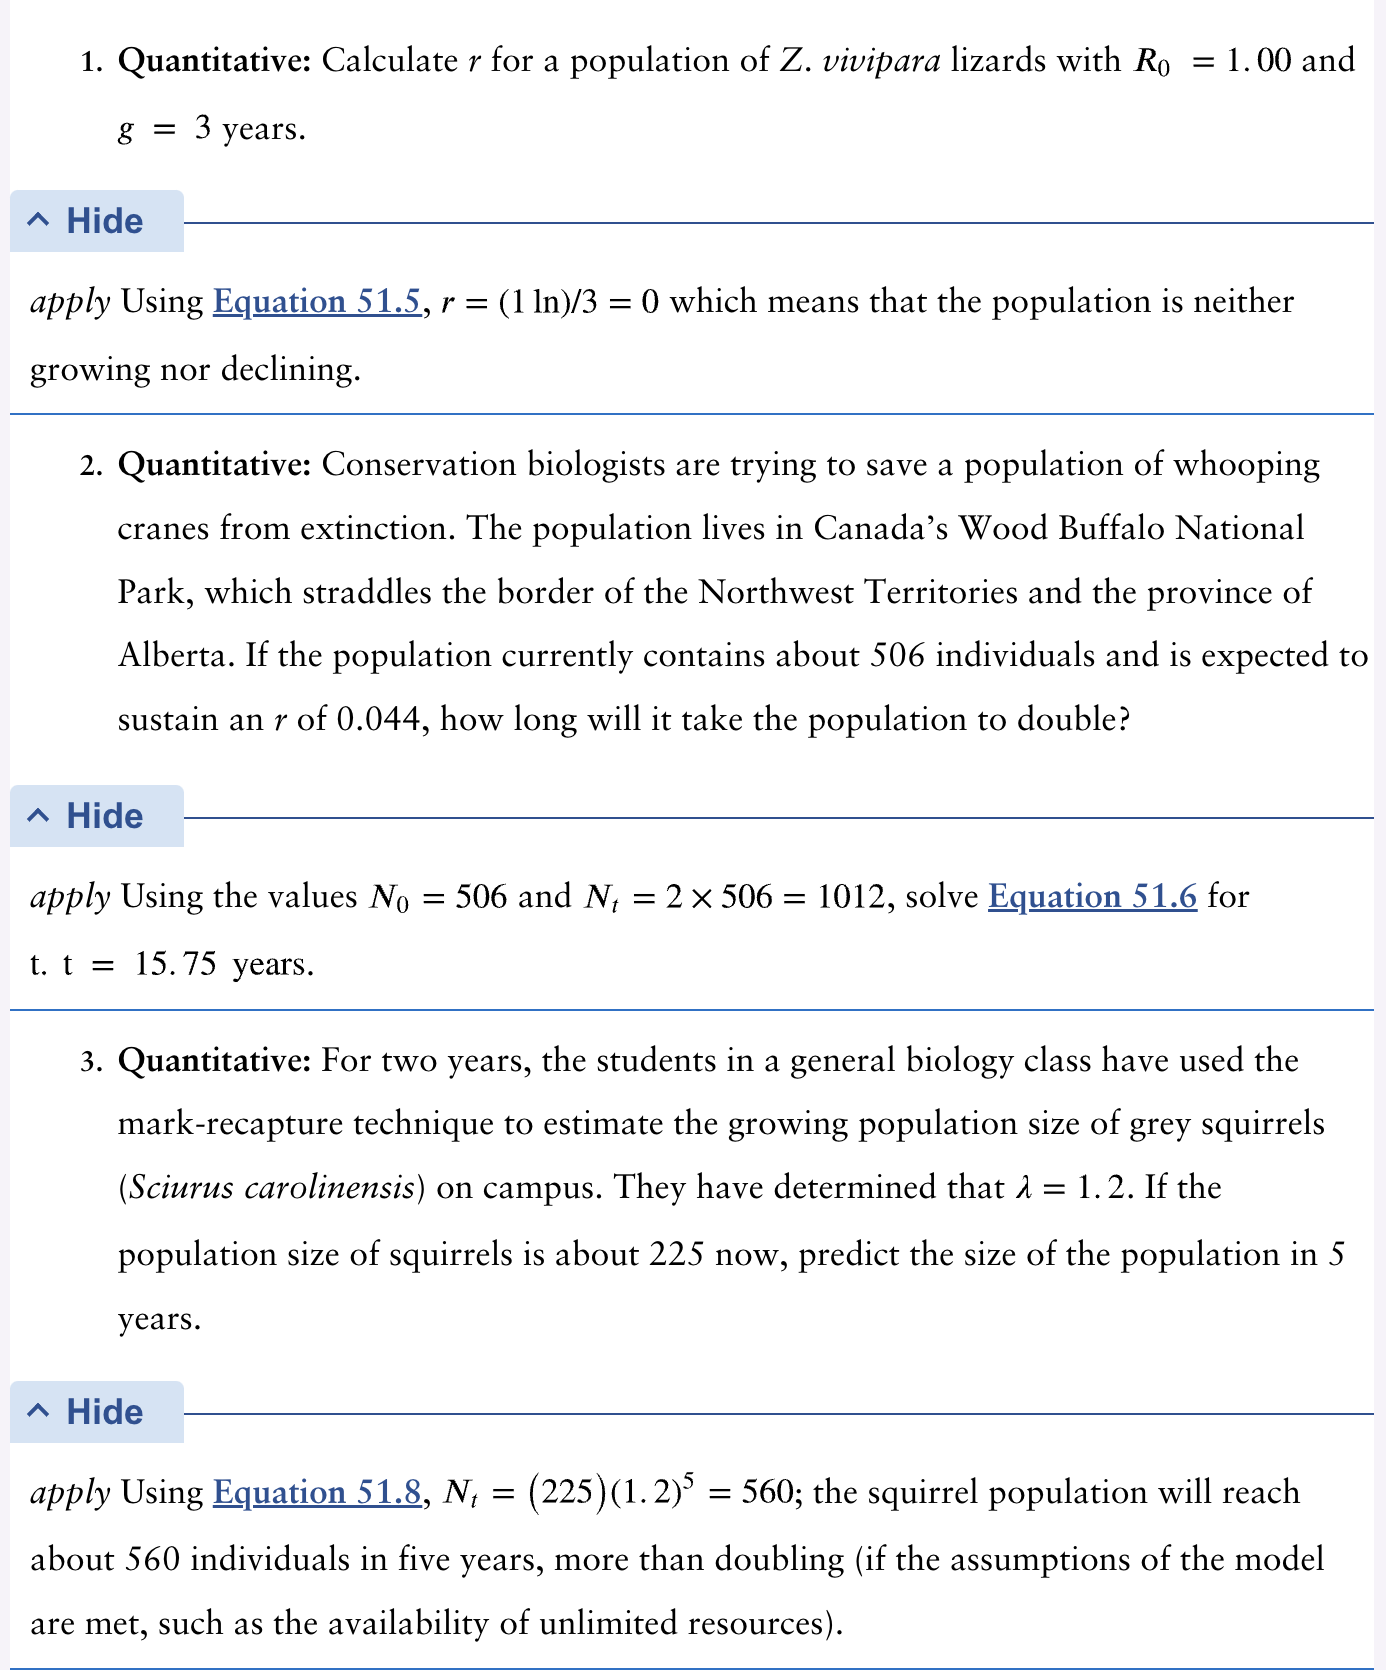 1. Quantitative: Calculate r for a population of Z. vivipara lizards with R₀ = 1.00 and
g = 3 years.
^ Hide
apply Using Equation 51.5, r = (1 ln)/3 = 0 which means that the population is neither
growing nor declining.
2. Quantitative: Conservation biologists are trying to save a population of whooping
cranes from extinction. The population lives in Canada’s Wood Buffalo National
Park, which straddles the border of the Northwest Territories and the province of
Alberta. If the population currently contains about 506 individuals and is expected to
sustain an r of 0.044, how long will it take the population to double?
^ Hide
apply Using the values N₀ = 506 and Nₜ = 2 × 506 = 1012, solve Equation 51.6 for
t. t = 15.75 years.
3. Quantitative: For two years, the students in a general biology class have used the
mark-recapture technique to estimate the growing population size of grey squirrels
(Sciurus carolinensis) on campus. They have determined that λ = 1.2. If the
population size of squirrels is about 225 now, predict the size of the population in 5
years.
^ Hide
apply Using Equation 51.8, Nₜ = (225)(1.2)⁵ = 560; the squirrel population will reach
about 560 individuals in five years, more than doubling (if the assumptions of the model
are met, such as the availability of unlimited resources).